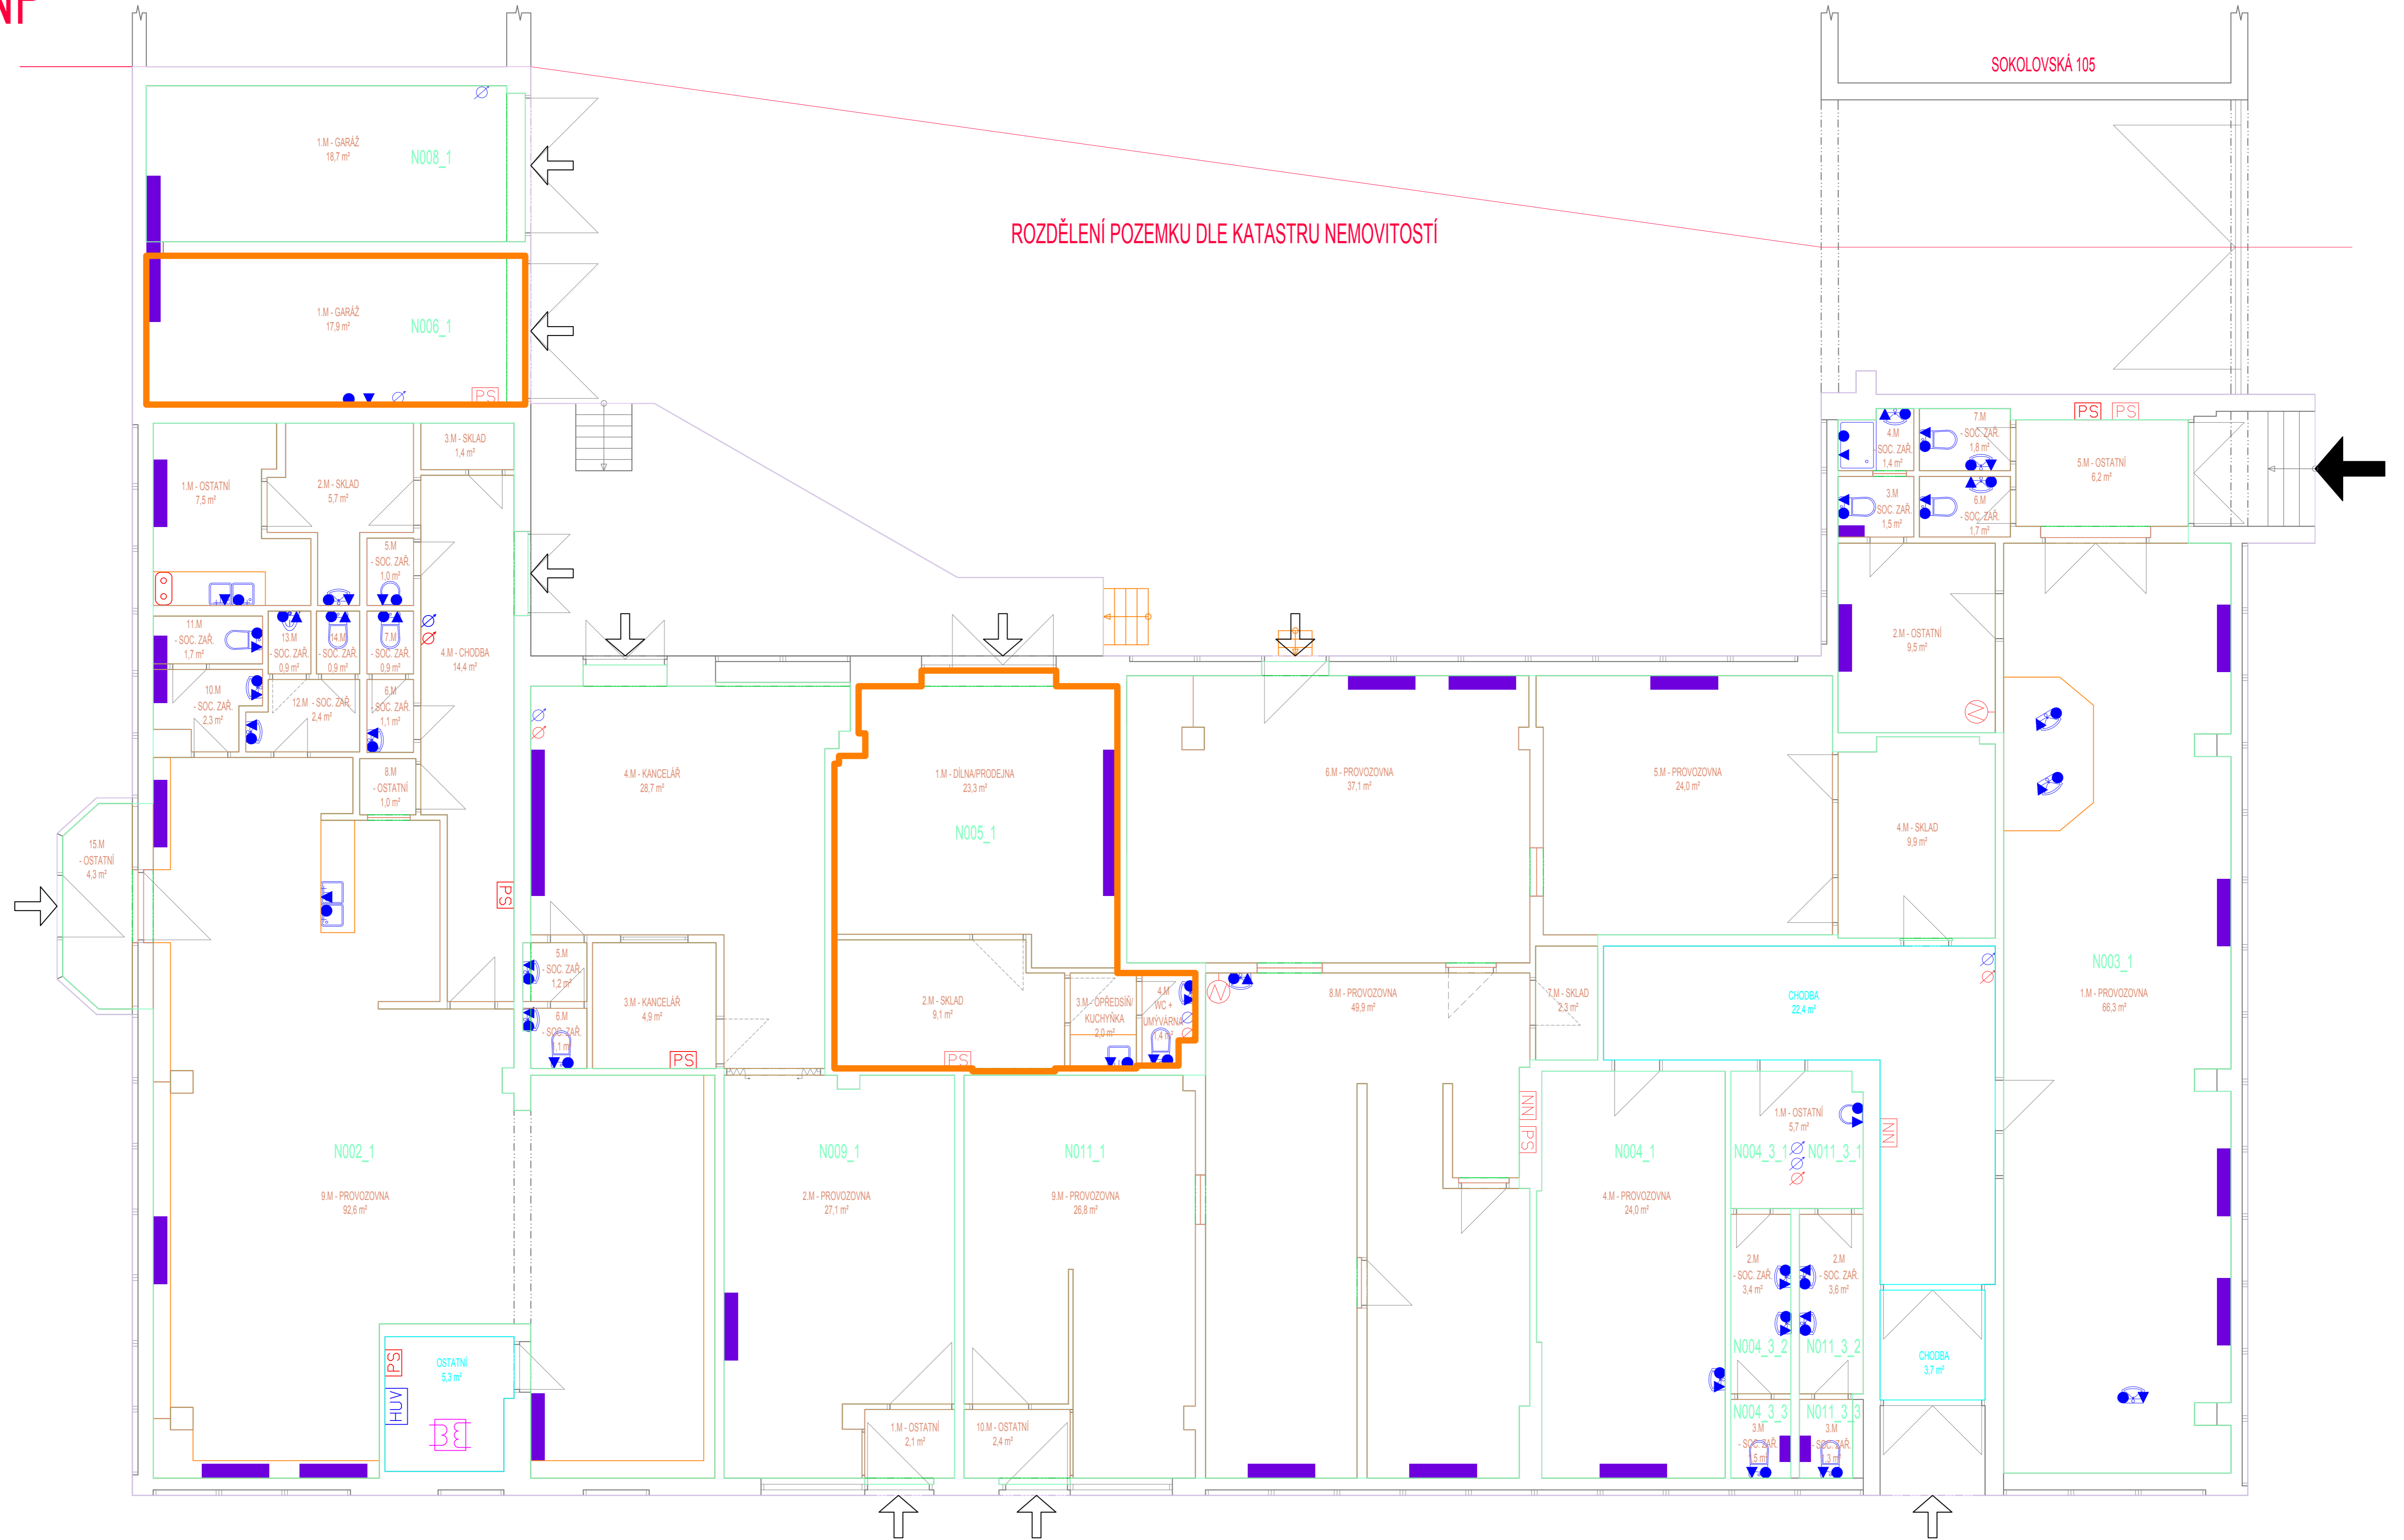 NP
SOKOLOVSKÁ 105
ROZDĚLENÍ POZEMKU DLE KATASTRU NEMOVITOSTÍ
1.M - GARÁŽ
18,7 m²
N008_1
1.M - GARÁŽ
17,9 m²
N006_1
PS
3.M - SKLAD
1,4 m²
1.M - OSTATNÍ
7,5 m²
2.M - SKLAD
5,7 m²
5.M
- SOC. ZAŘ.
1,0 m²
11.M
- SOC. ZAŘ.
1,7 m²
13.M
- SOC. ZAŘ.
0,9 m²
14.M
- SOC. ZAŘ.
0,9 m²
7.M
- SOC. ZAŘ.
0,9 m²
4.M - CHODBA
14,4 m²
10.M
- SOC. ZAŘ.
2,3 m²
12.M - SOC. ZAŘ.
2,4 m²
6.M
- SOC. ZAŘ.
1,1 m²
8.M
- OSTATNÍ
1,0 m²
15.M
- OSTATNÍ
4,3 m²
PS
N002_1
9.M - PROVOZOVNA
92,6 m²
OSTATNÍ
5,3 m²
PS
HUV
4.M - KANCELÁŘ
28,7 m²
5.M
- SOC. ZAŘ.
1,2 m²
6.M
- SOC. ZAŘ.
3.M - KANCELÁŘ
4,9 m²
PS
N009_1
2.M - PROVOZOVNA
27,1 m²
1.M - OSTATNÍ
2,1 m²
1.M - DÍLNA/PRODEJNA
23,3 m²
N005_1
2.M - SKLAD
9,1 m²
PS
3.M - OPŘEDSÍŇ/
KUCHYŇKA
2,0 m²
4.M
WC +
UMÝVÁRNA
1,4 m²
N011_1
9.M - PROVOZOVNA
26,8 m²
10.M - OSTATNÍ
2,4 m²
6.M - PROVOZOVNA
37,1 m²
5.M - PROVOZOVNA
24,0 m²
8.M - PROVOZOVNA
49,9 m²
7.M - SKLAD
2,3 m²
NN
PS
N004_1
4.M - PROVOZOVNA
24,0 m²
4.M
- SOC. ZAŘ.
1,4 m²
7.M
- SOC. ZAŘ.
1,8 m²
3.M
SOC. ZAŘ.
1,5 m²
6.M
- SOC. ZAŘ.
1,7 m²
PS
PS
5.M - OSTATNÍ
6,2 m²
2.M - OSTATNÍ
9,5 m²
4.M - SKLAD
9,9 m²
CHODBA
22,4 m²
N003_1
1.M - PROVOZOVNA
66,3 m²
1.M - OSTATNÍ
5,7 m²
N004_3_1
N011_3_1
NN
2.M
- SOC. ZAŘ.
3,4 m²
2.M
- SOC. ZAŘ.
3,6 m²
N004_3_2
N011_3_2
CHODBA
3,7 m²
N004_3_3
N011_3_3
3.M
- SOC. ZAŘ.
3.M
- SOC. ZAŘ.